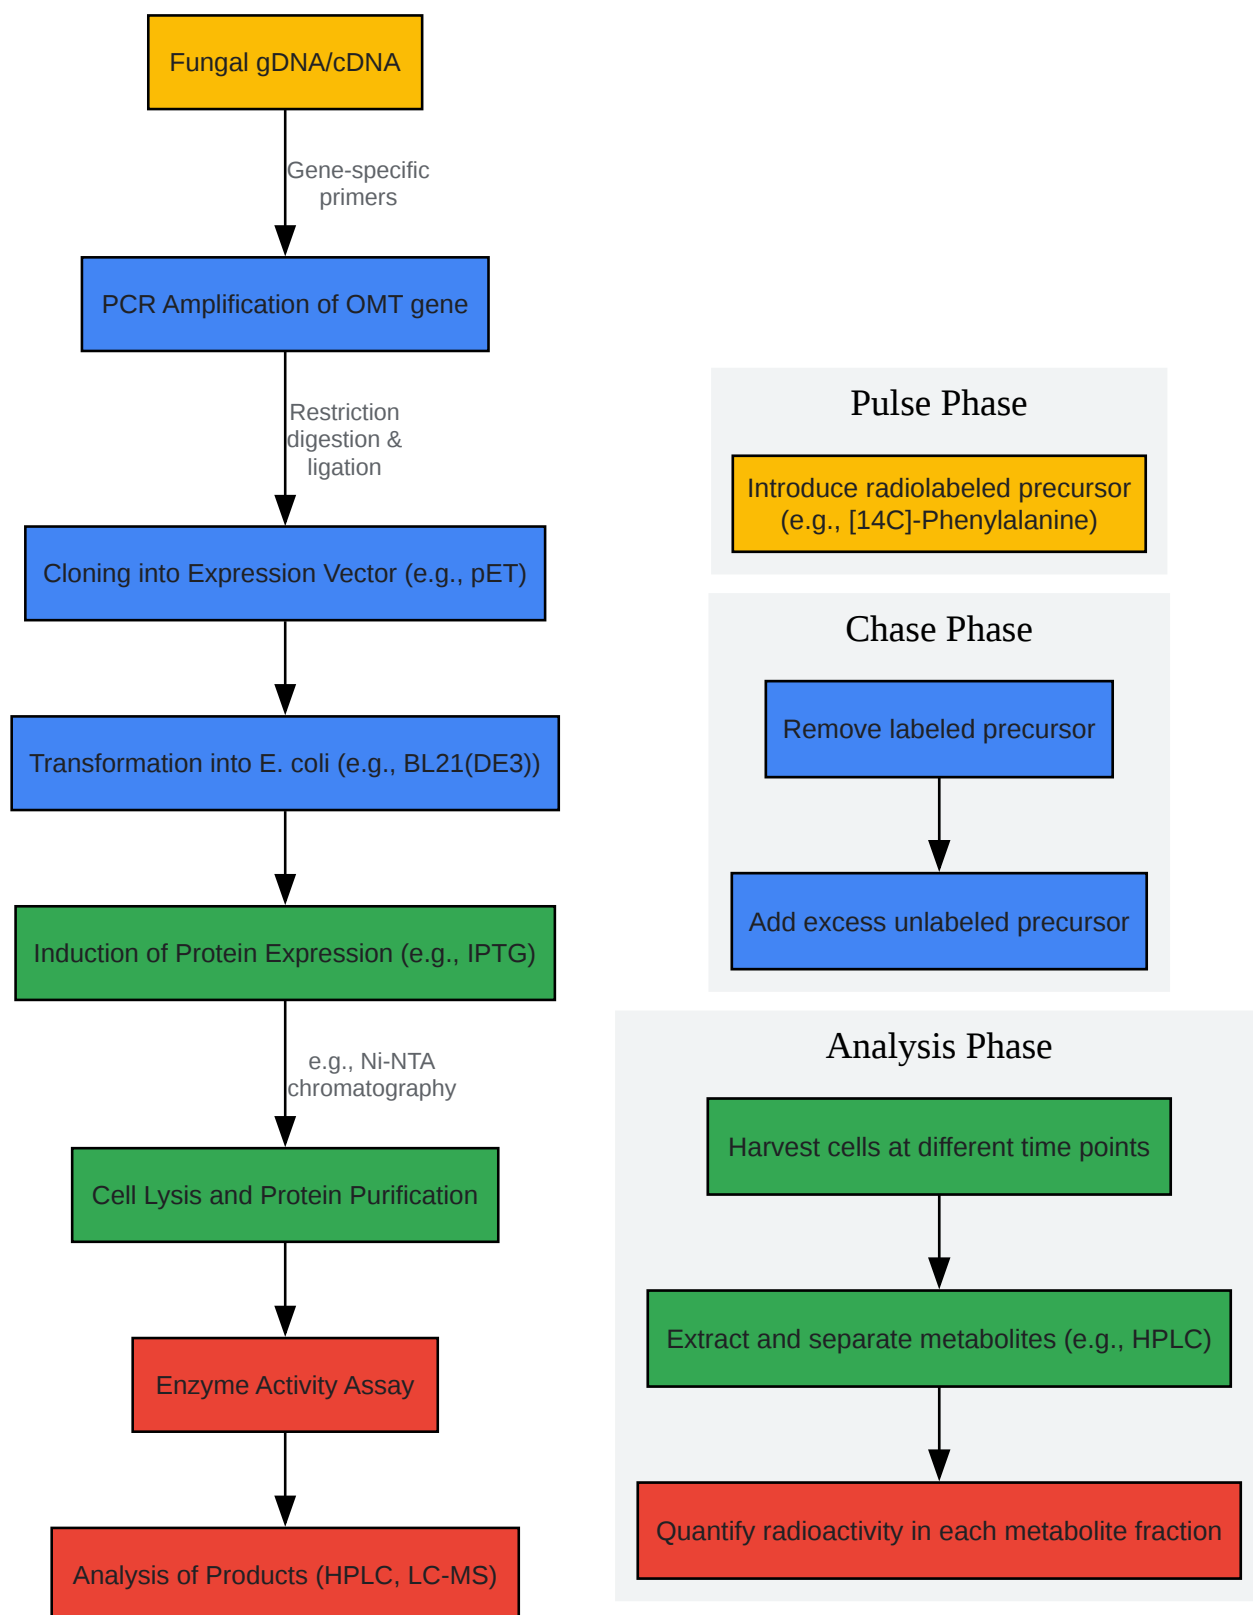 Fungal gDNA/cDNA
Gene-specific
primers
PCR Amplification of OMT gene
Restriction
digestion &
ligation
Cloning into Expression Vector (e.g., pET)
Transformation into E. coli (e.g., BL21(DE3))
Induction of Protein Expression (e.g., IPTG)
e.g., Ni-NTA
chromatography
Cell Lysis and Protein Purification
Enzyme Activity Assay
Analysis of Products (HPLC, LC-MS)
Pulse Phase
Introduce radiolabeled precursor
(e.g., [14C]-Phenylalanine)
Chase Phase
Remove labeled precursor
Add excess unlabeled precursor
Analysis Phase
Harvest cells at different time points
Extract and separate metabolites (e.g., HPLC)
Quantify radioactivity in each metabolite fraction